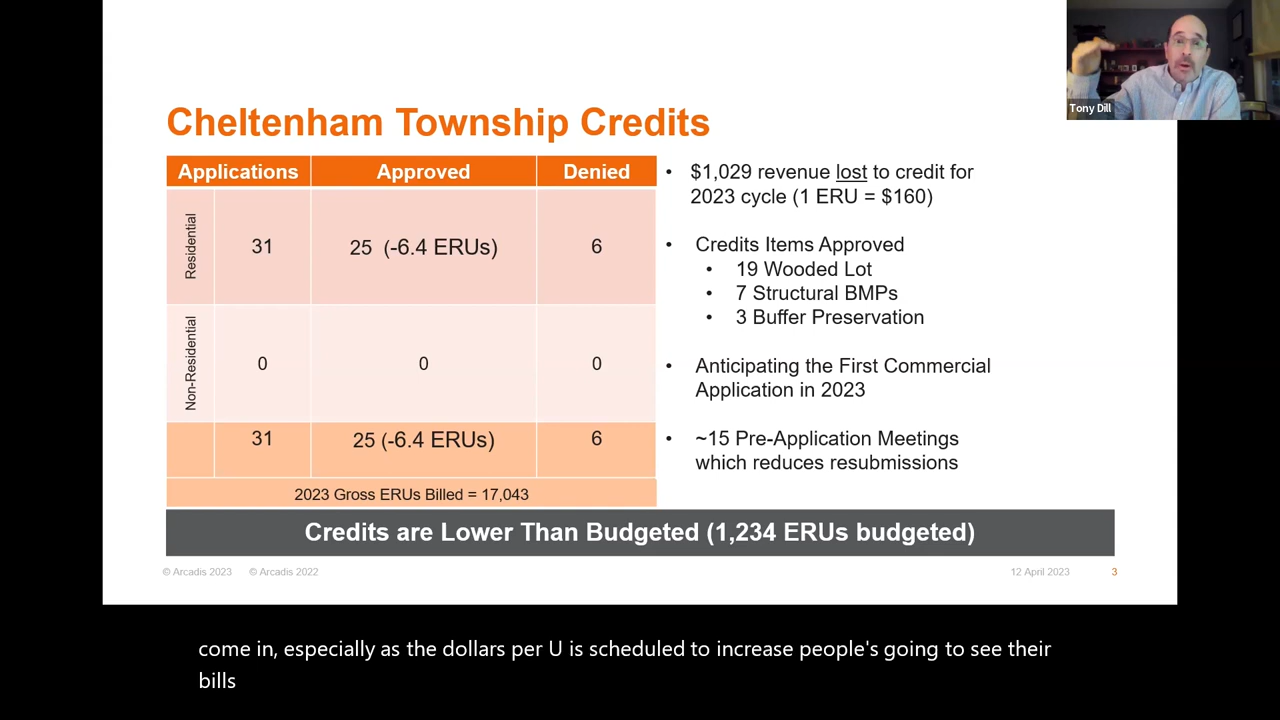 Tony Dill
Cheltenham Township Credits
Applications Approved Denied
Residential 31 25 (-6.4 ERUs) 6
Non-Residential 0 0 0
31 25 (-6.4 ERUs) 6
2023 Gross ERUs Billed = 17,043
• $1,029 revenue lost to credit for
2023 cycle (1 ERU = $160)
• Credits Items Approved
• 19 Wooded Lot
• 7 Structural BMPs
• 3 Buffer Preservation
• Anticipating the First Commercial
Application in 2023
• ~15 Pre-Application Meetings
which reduces resubmissions
Credits are Lower Than Budgeted (1,234 ERUs budgeted)
© Arcadis 2023 © Arcadis 2022 12 April 2023 3
come in, especially as the dollars per U is scheduled to increase people's going to see their
bills